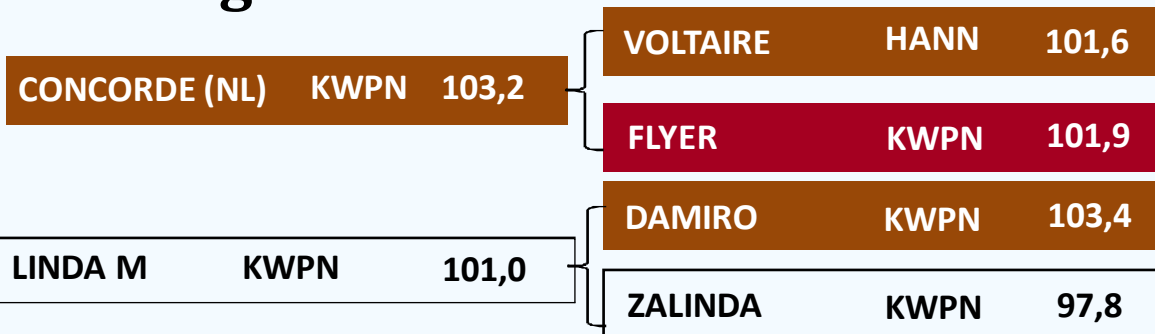 VOLTAIRE HANN 101,6
CONCORDE (NL) KWPN 103,2
FLYER KWPN 101,9
DAMIRO KWPN 103,4
LINDA M KWPN 101,0
ZALINDA KWPN 97,8